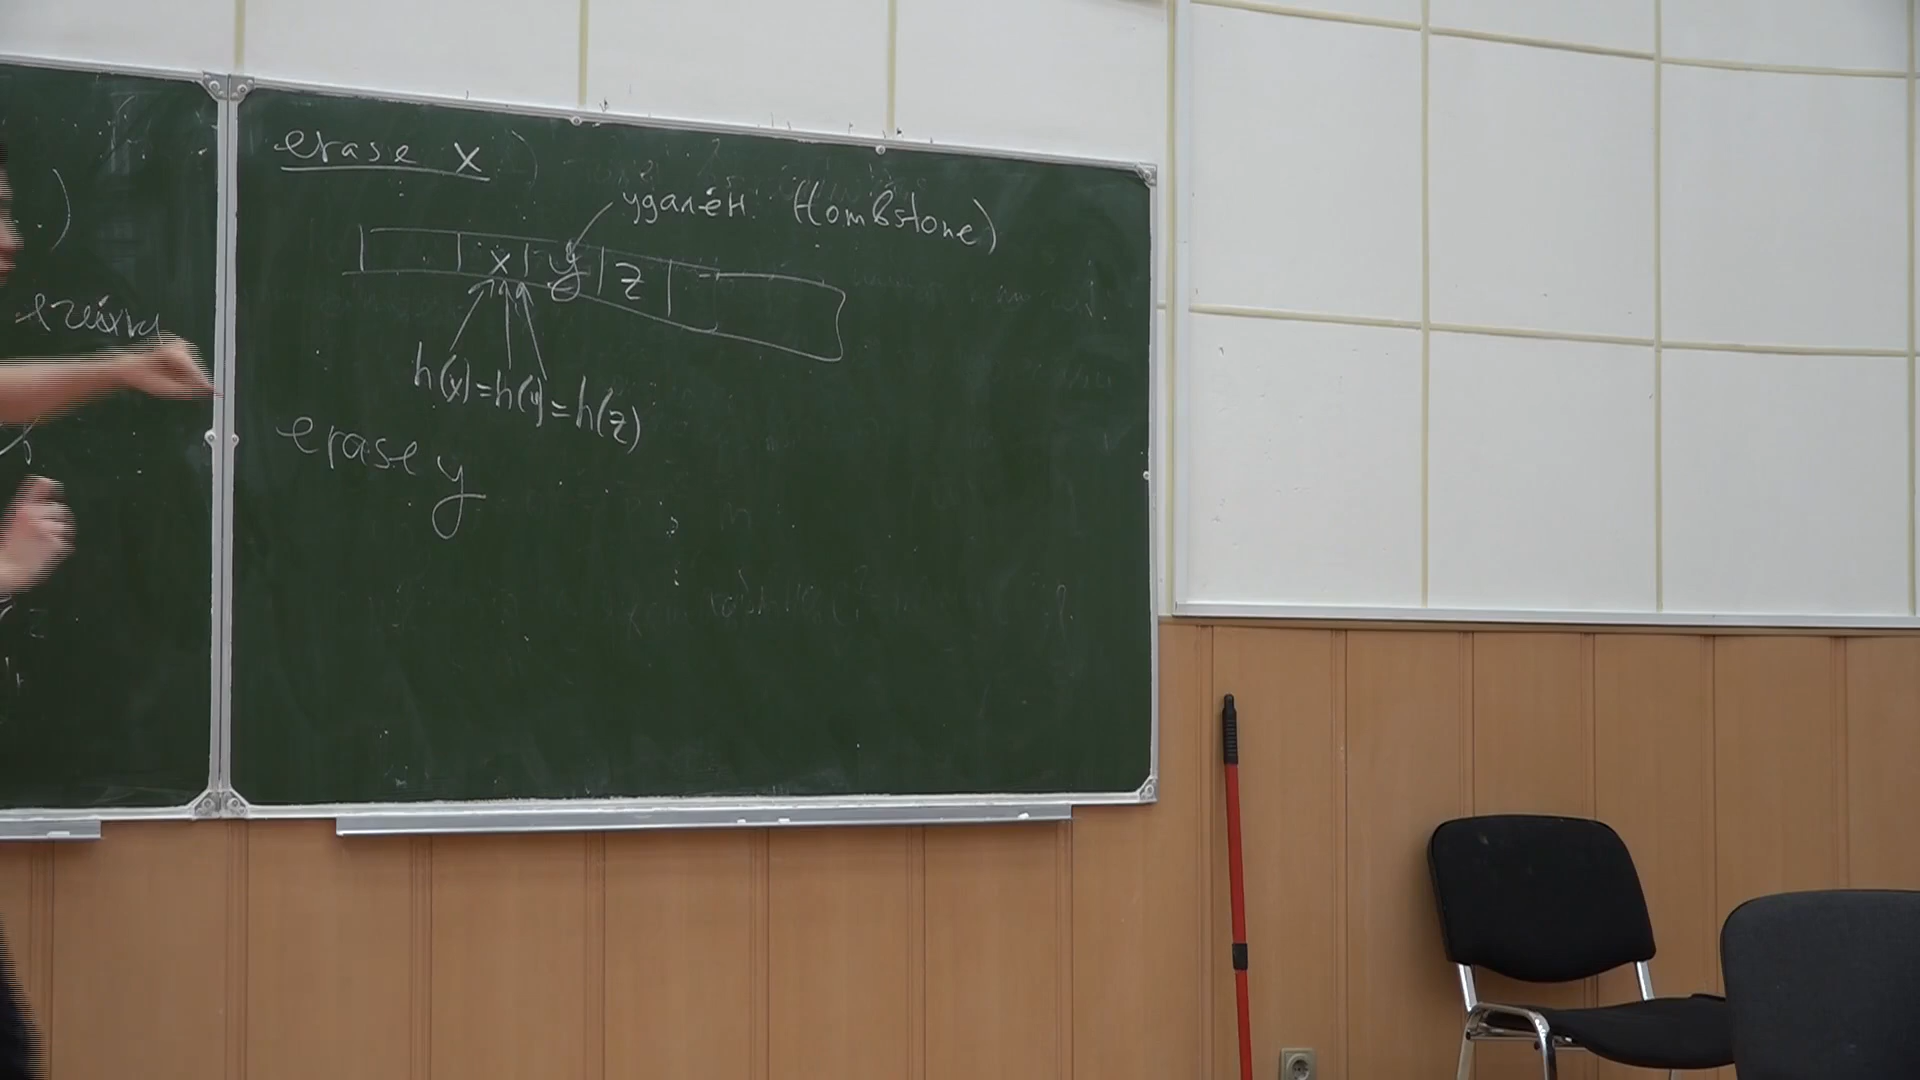 erase x
удалён. (tombstone)
x y z
h(x)=h(y)=h(z)
erase y